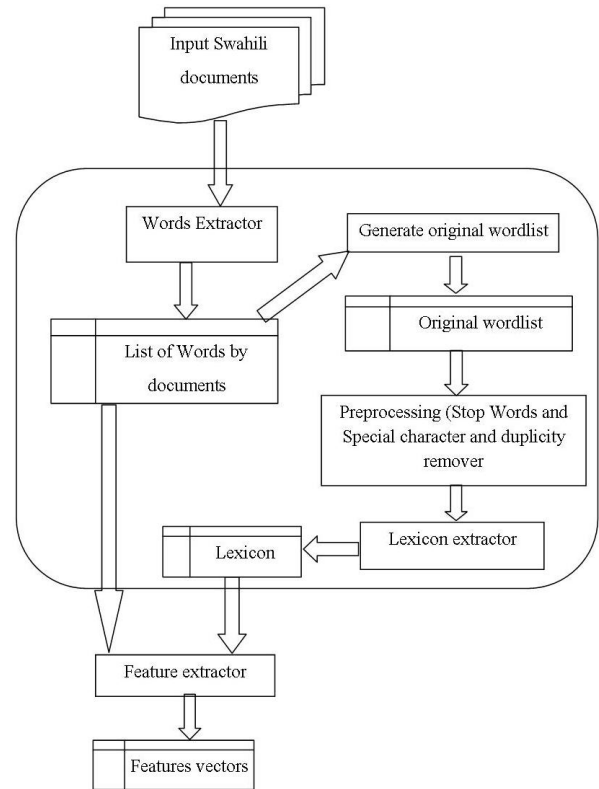 Input Swahili
documents
Words Extractor
Generate original wordlist
Original wordlist
List of Words by
documents
Preprocessing (Stop Words and
Special character and duplicity
remover
Lexicon extractor
Lexicon
Feature extractor
Features vectors